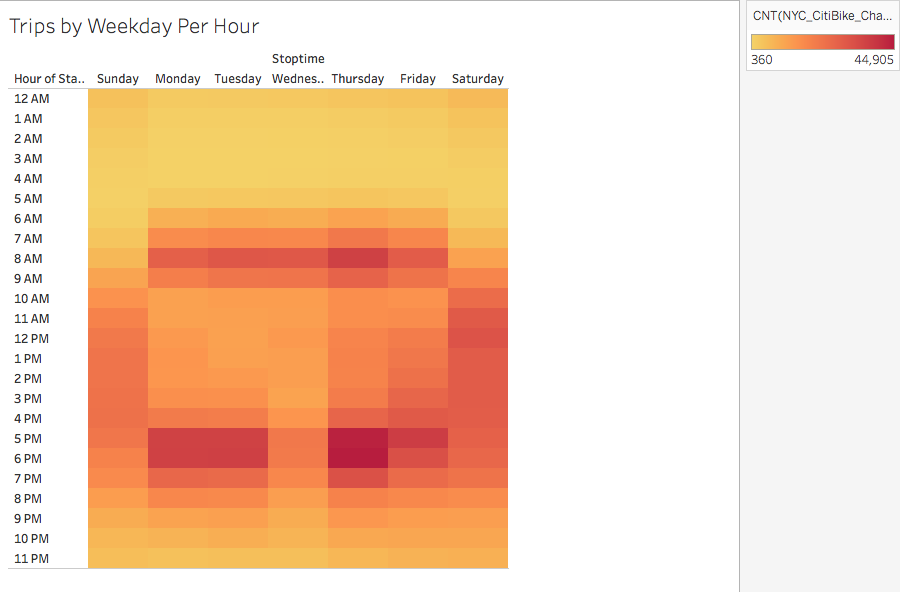 Trips by Weekday Per Hour
CNT(NYC_CitiBike_Cha...
360 44,905
Stoptime
Hour of Sta.. Sunday Monday Tuesday Wednes.. Thursday Friday Saturday
12 AM
1 AM
2 AM
3 AM
4 AM
5 AM
6 AM
7 AM
8 AM
9 AM
10 AM
11 AM
12 PM
1 PM
2 PM
3 PM
4 PM
5 PM
6 PM
7 PM
8 PM
9 PM
10 PM
11 PM